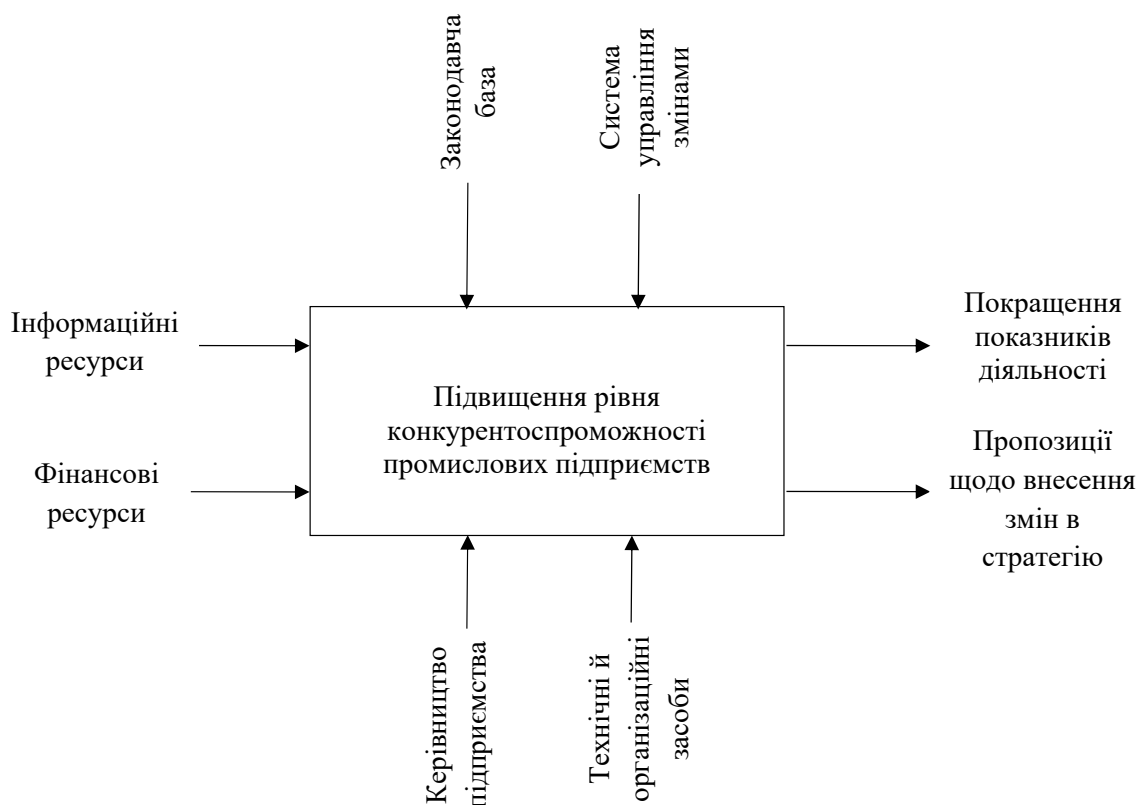 Законодавча
база
Система
управління
змінами
Інформаційні
ресурси
Фінансові
ресурси
Підвищення рівня
конкурентоспроможності
промислових підприємств
Покращення
показників
діяльності
Пропозиції
щодо внесення
змін в
стратегію
Керівництво
підприємства
Технічні й
організаційні
засоби